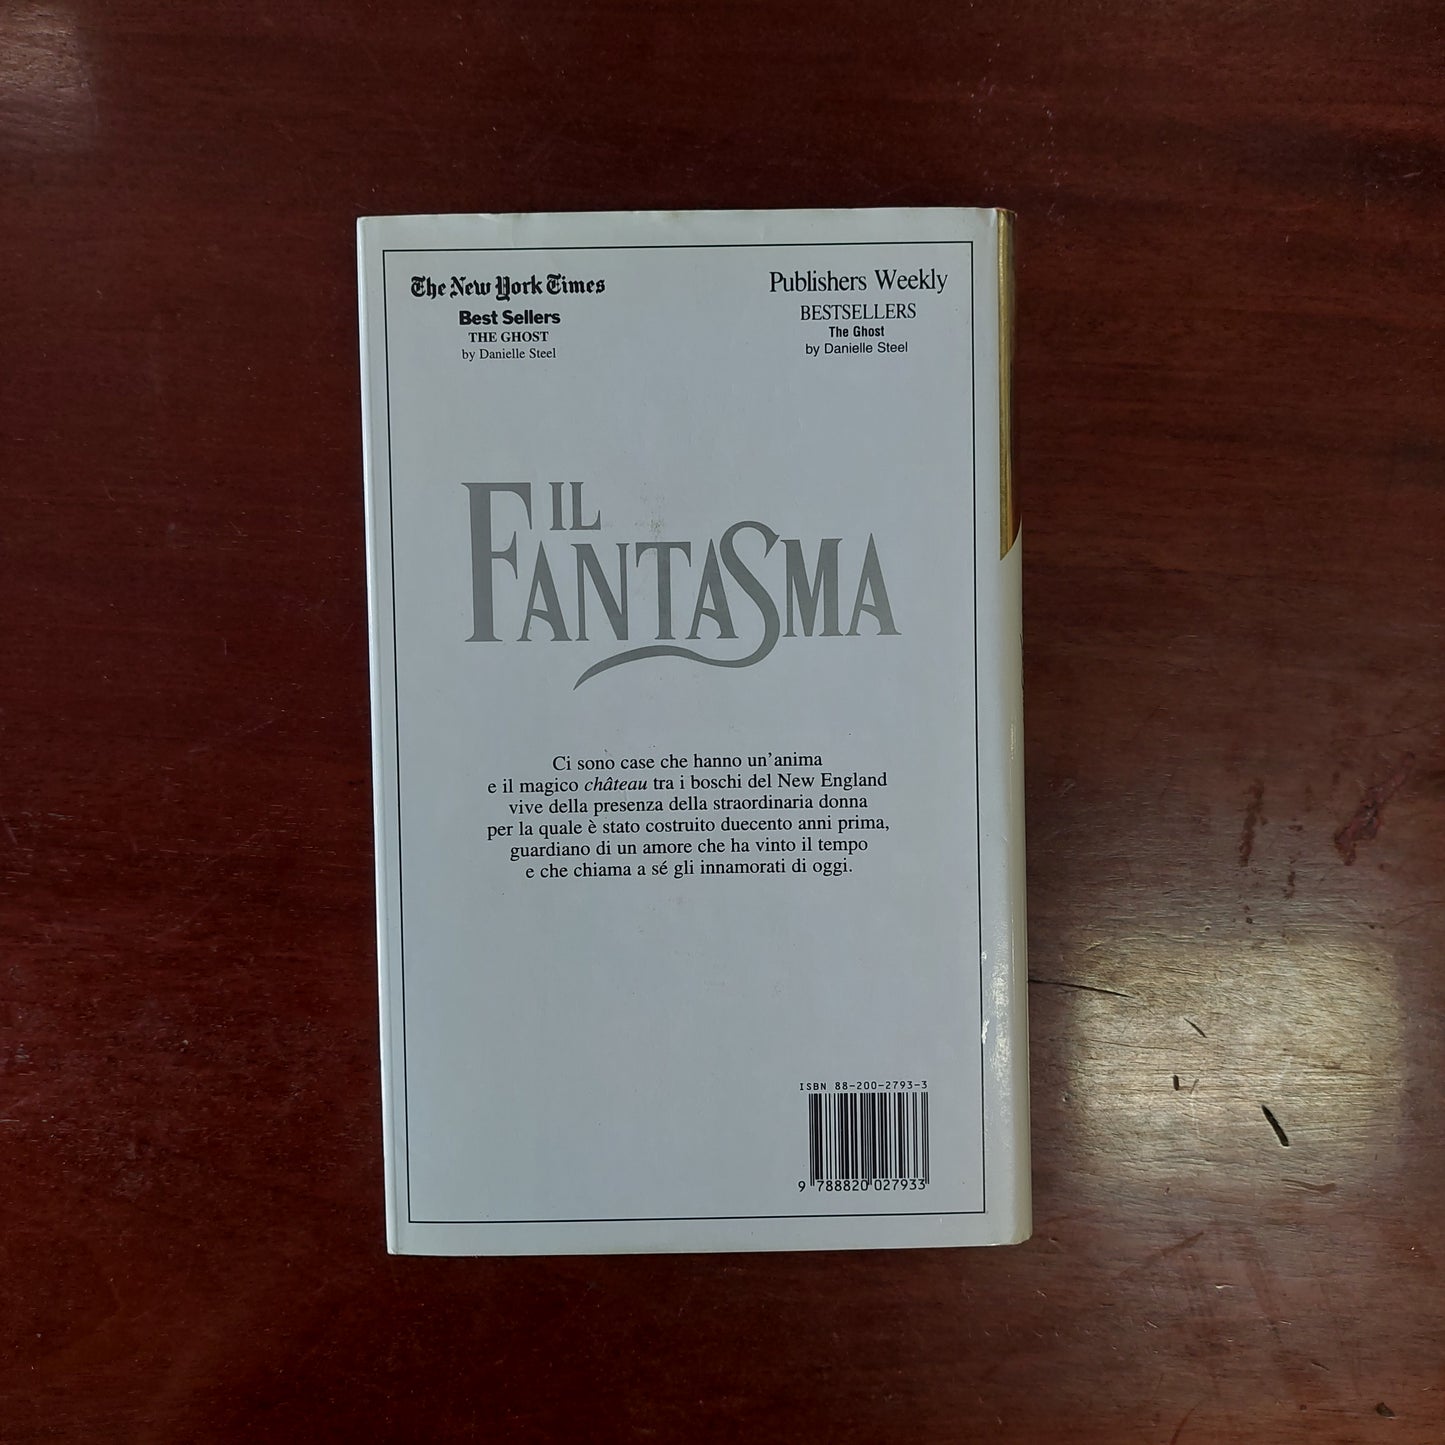 The New York Times
Best Sellers
THE GHOST
by Danielle Steel
Publishers Weekly
BESTSELLERS
The Ghost
by Danielle Steel
IL
FANTASMA
Ci sono case che hanno un'anima
e il magico château tra i boschi del New England
vive della presenza della straordinaria donna
per la quale è stato costruito duecento anni prima,
guardiano di un amore che ha vinto il tempo
e che chiama a sé gli innamorati di oggi.
ISBN 88-200-2793-3
9 788820 027933